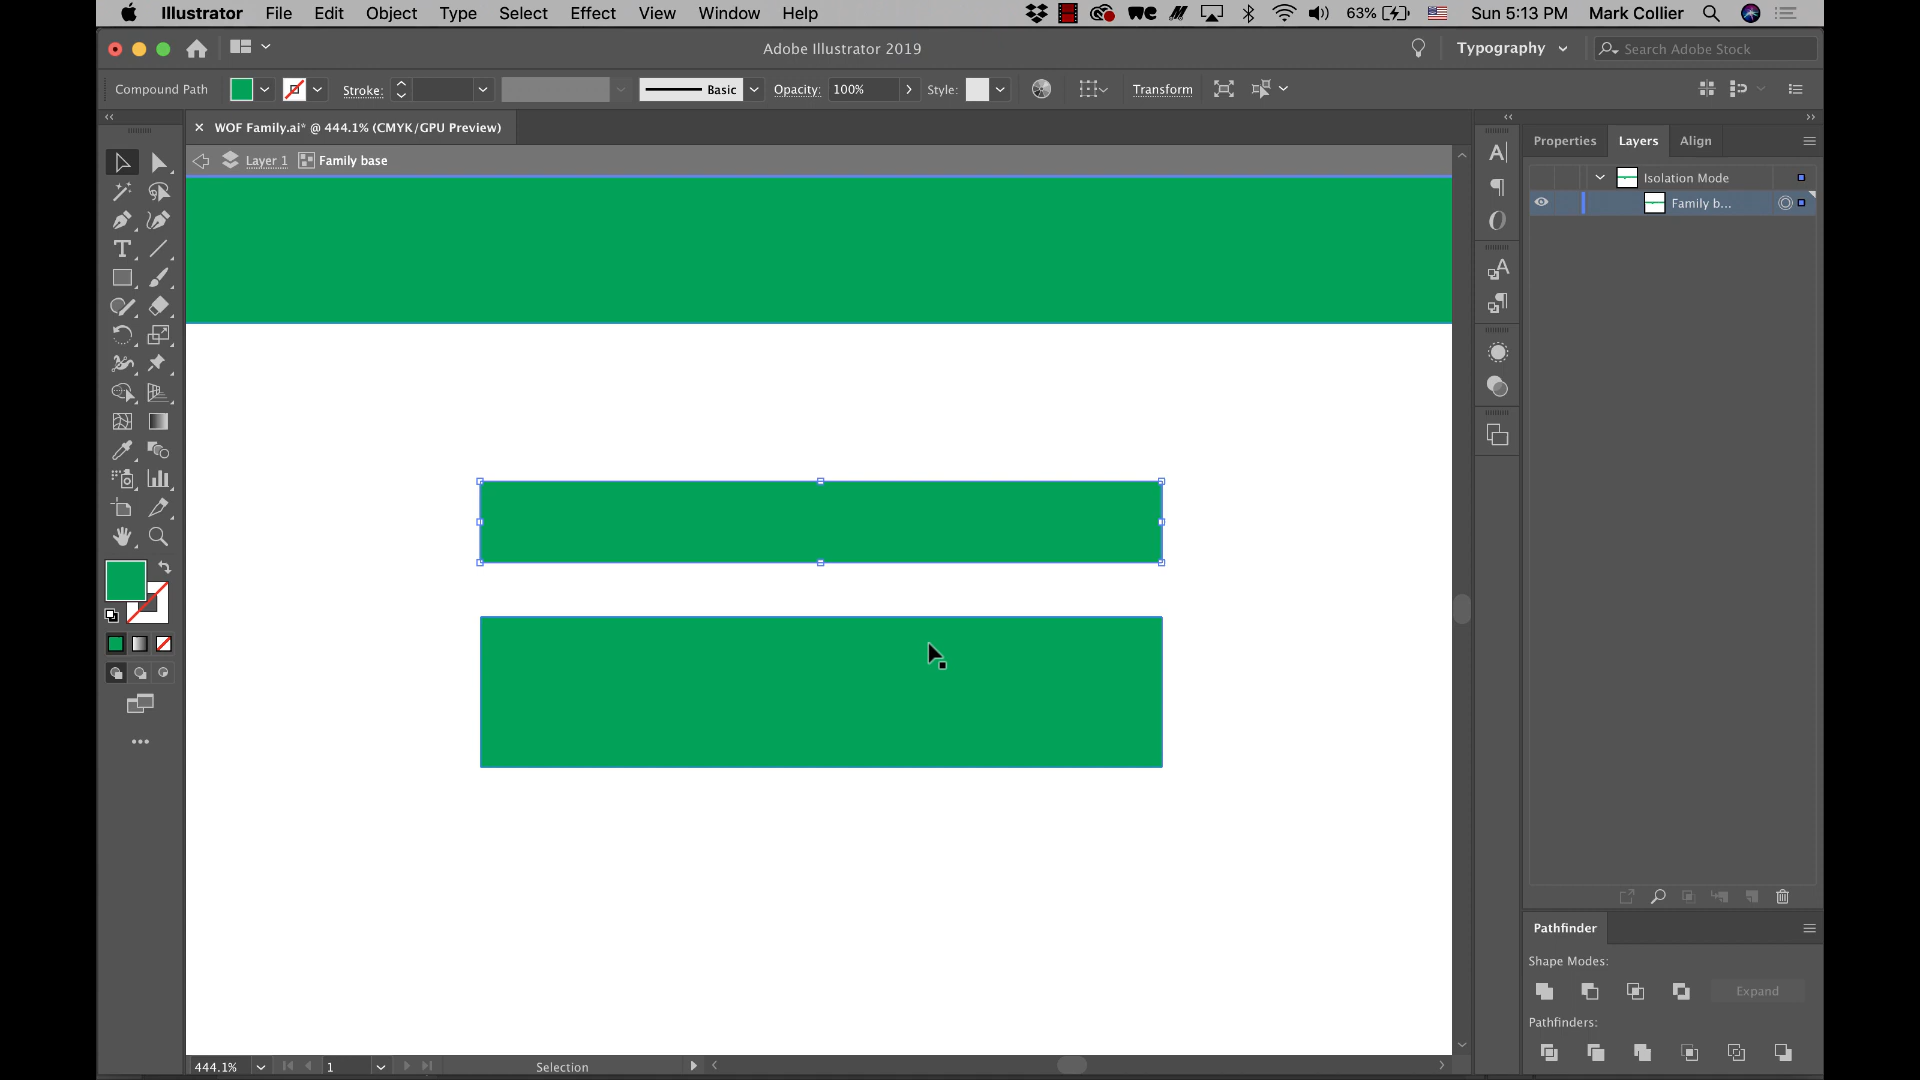 Illustrator File Edit Object Type Select Effect View Window Help 63% Sun 5:13 PM Mark Collier
Adobe Illustrator 2019 Typography Search Adobe Stock
Compound Path Stroke: Basic Opacity: 100% Style: Transform
WOF Family.ai* @ 444.1% (CMYK/GPU Preview)
Layer 1 Family base
Properties Layers Align
Isolation Mode
Family b...
Pathfinder
Shape Modes:
Expand
Pathfinders:
444.1% 1 Selection